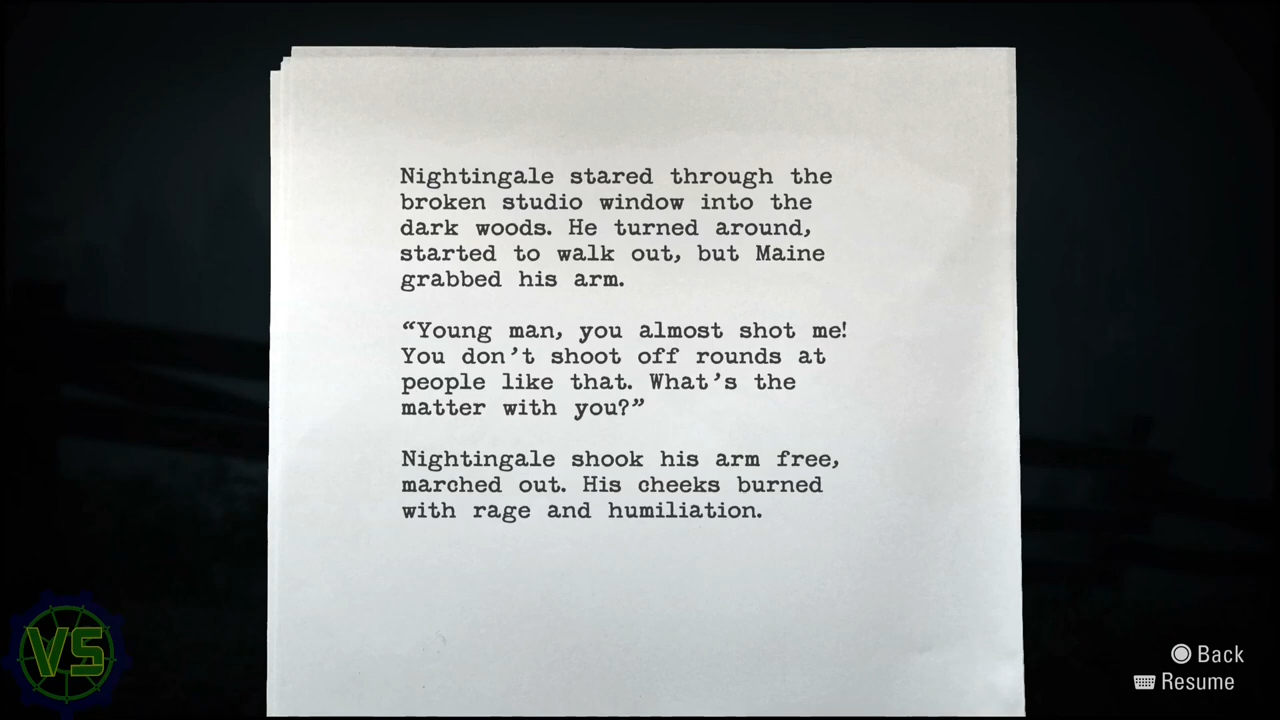 Nightingale stared through the
broken studio window into the
dark woods. He turned around,
started to walk out, but Maine
grabbed his arm.
“Young man, you almost shot me!
You don’t shoot off rounds at
people like that. What’s the
matter with you?”
Nightingale shook his arm free,
marched out. His cheeks burned
with rage and humiliation.
VS
Back
Resume